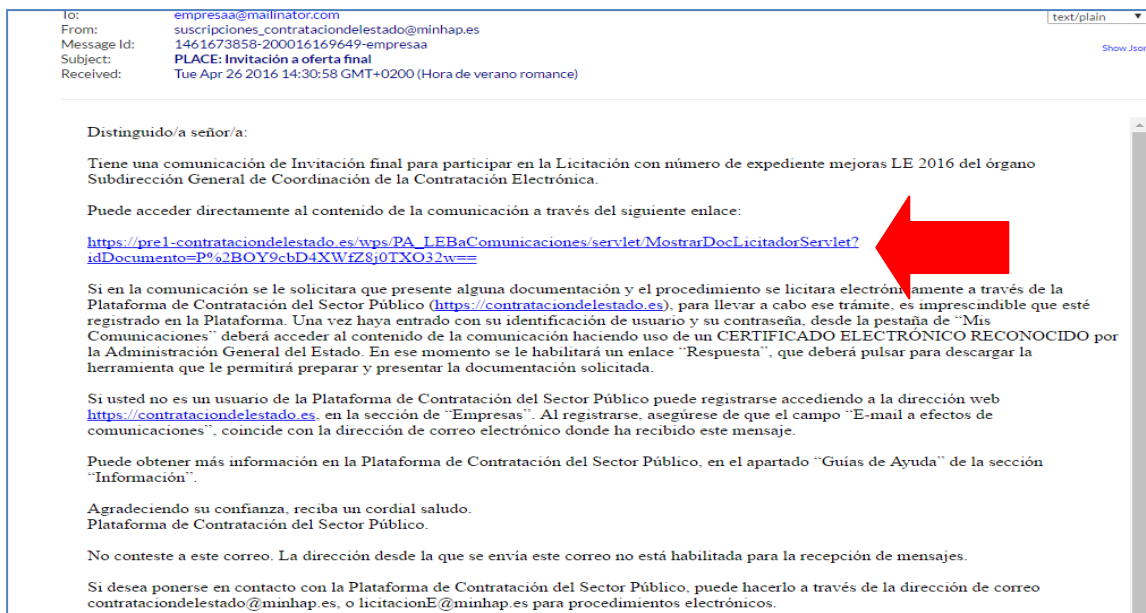 To: empresaa@mailinator.com
text/plain
From: suscripciones_contrataciondelestado@minhap.es
Message Id: 1461673858-200016169649-empresaa
Show Json
Subject: PLACE: Invitación a oferta final
Received: Tue Apr 26 2016 14:30:58 GMT+0200 (Hora de verano romance)
Distinguido/a señor/a:
Tiene una comunicación de Invitación final para participar en la Licitación con número de expediente mejoras LE 2016 del órgano
Subdirección General de Coordinación de la Contratación Electrónica.
Puede acceder directamente al contenido de la comunicación a través del siguiente enlace:
https://pre1-contrataciondelestado.es/wps/PA_LEBaComunicaciones/servlet/MostrarDocLicitadorServlet?
idDocumento=P%2BOY9cbD4XWfZ8j0TXO32w==
Si en la comunicación se le solicitara que presente alguna documentación y el procedimiento se licitara electrónicamente a través de la
Plataforma de Contratación del Sector Público (https://contrataciondelestado.es), para llevar a cabo ese trámite, es imprescindible que esté
registrado en la Plataforma. Una vez haya entrado con su identificación de usuario y su contraseña, desde la pestaña de “Mis
Comunicaciones” deberá acceder al contenido de la comunicación haciendo uso de un CERTIFICADO ELECTRÓNICO RECONOCIDO por
la Administración General del Estado. En ese momento se le habilitará un enlace “Respuesta”, que deberá pulsar para descargar la
herramienta que le permitirá preparar y presentar la documentación solicitada.
Si usted no es un usuario de la Plataforma de Contratación del Sector Público puede registrarse accediendo a la dirección web
https://contrataciondelestado.es, en la sección de “Empresas”. Al registrarse, asegúrese de que el campo “E-mail a efectos de
comunicaciones”, coincide con la dirección de correo electrónico donde ha recibido este mensaje.
Puede obtener más información en la Plataforma de Contratación del Sector Público, en el apartado “Guías de Ayuda” de la sección
“Información”.
Agradeciendo su confianza, reciba un cordial saludo.
Plataforma de Contratación del Sector Público.
No conteste a este correo. La dirección desde la que se envía este correo no está habilitada para la recepción de mensajes.
Si desea ponerse en contacto con la Plataforma de Contratación del Sector Público, puede hacerlo a través de la dirección de correo
contrataciondelestado@minhap.es, o licitacionE@minhap.es para procedimientos electrónicos.